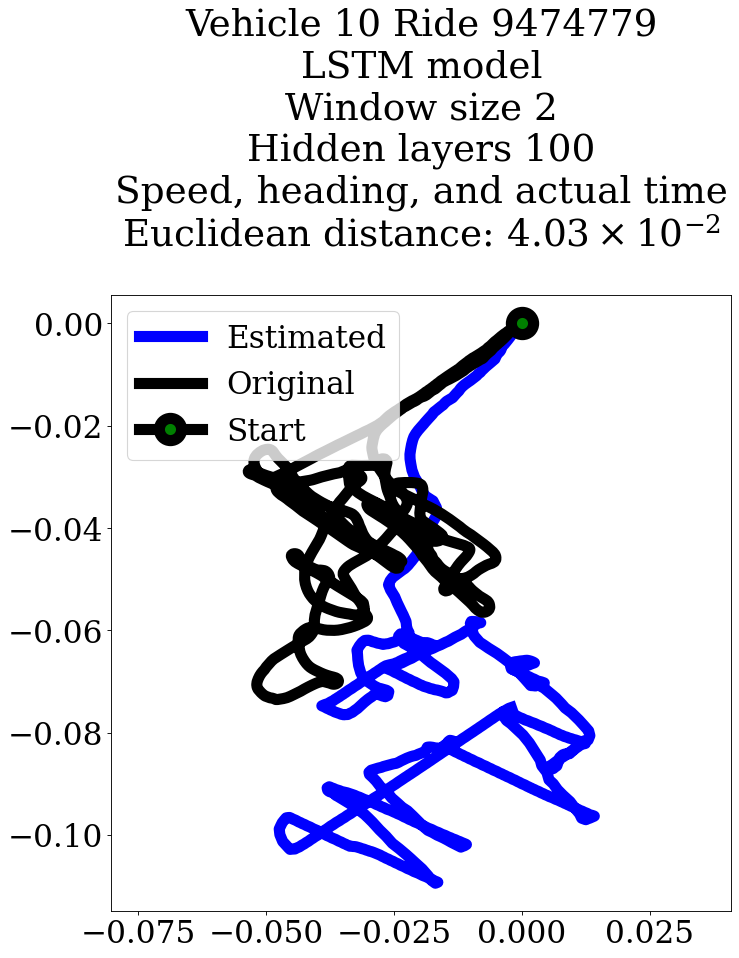 Vehicle 10 Ride 9474779
LSTM model
Window size 2
Hidden layers 100
Speed, heading, and actual time
Euclidean distance: 4.03 × 10⁻²
Estimated
Original
Start
0.00
−0.02
−0.04
−0.06
−0.08
−0.10
−0.075 −0.050 −0.025 0.000 0.025